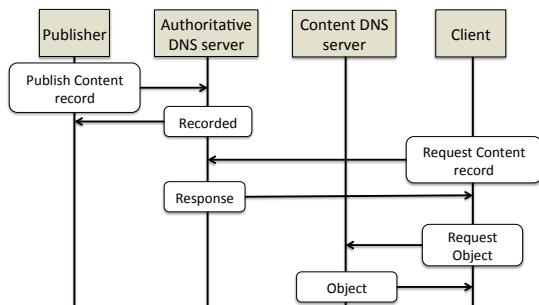 Publisher
Authoritative
DNS server
Content DNS
server
Client
Publish Content
record
Recorded
Request Content
record
Response
Request
Object
Object